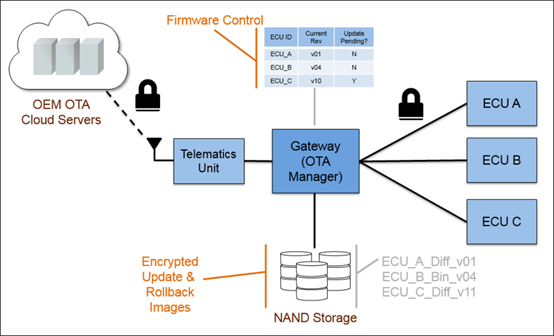 Firmware Control
ECU ID Current Rev Update Pending?
ECU_A v01 N
ECU_B v04 N
ECU_C v10 Y
OEM OTA
Cloud Servers
Telematics
Unit
Gateway
(OTA
Manager)
ECU A
ECU B
ECU C
Encrypted
Update &
Rollback
Images
NAND Storage
ECU_A_Diff_v01
ECU_B_Bin_v04
ECU_C_Diff_v11